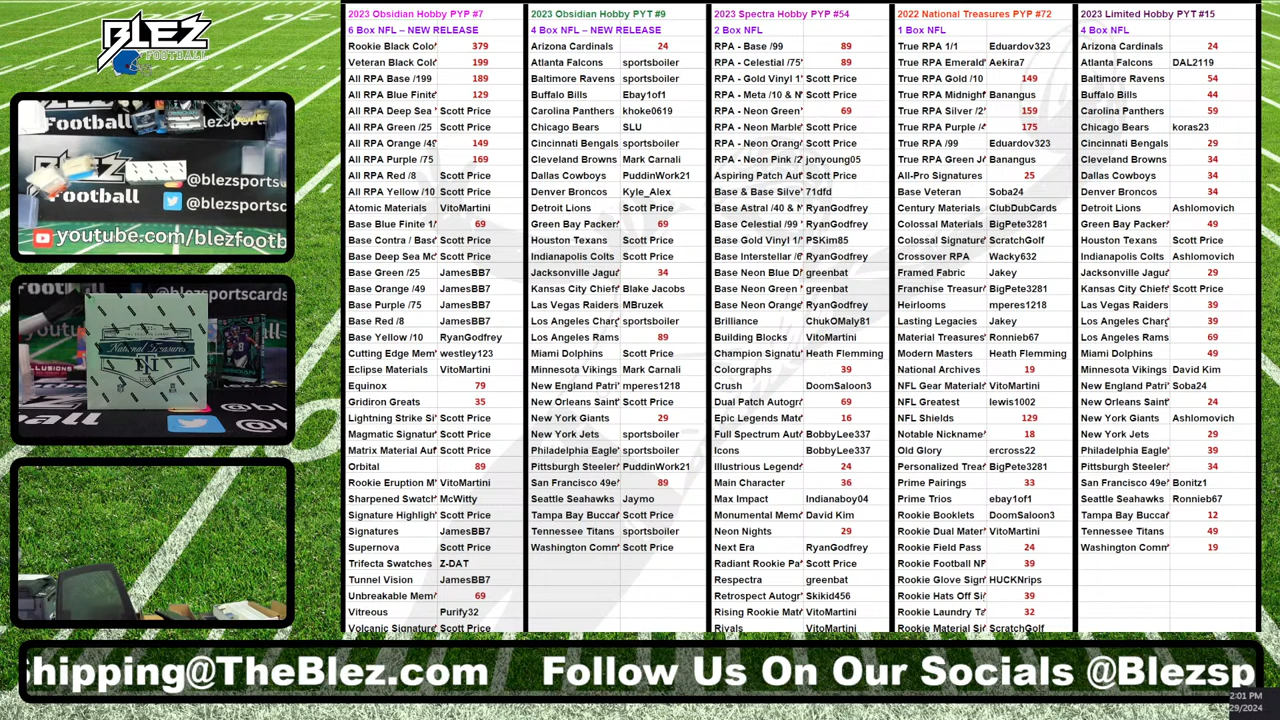 BLEZ
FOOTBALL
Football
@blezsports
Football
@blezsports
youtube.com/blezfootb
@blezsportscards
National Treasures
ILLUSIONS
2023 Obsidian Hobby PYP #7
6 Box NFL – NEW RELEASE
Rookie Black Colo 379
Veteran Black Col 199
All RPA Base /199 189
All RPA Blue Finite 129
All RPA Deep Sea Scott Price
All RPA Green /25 Scott Price
All RPA Orange /49 149
All RPA Purple /75 169
All RPA Red /8 Scott Price
All RPA Yellow /10 Scott Price
Atomic Materials VitoMartini
Base Blue Finite 1/ 69
Base Contra / Base Scott Price
Base Deep Sea Mo Scott Price
Base Green /25 JamesBB7
Base Orange /49 JamesBB7
Base Purple /75 JamesBB7
Base Red /8 JamesBB7
Base Yellow /10 RyanGodfrey
Cutting Edge Mem westley123
Eclipse Materials VitoMartini
Equinox 79
Gridiron Greats 35
Lightning Strike Si Scott Price
Magmatic Signatur Scott Price
Matrix Material Aut Scott Price
Orbital 89
Rookie Eruption M VitoMartini
Sharpened Swatch McWitty
Signature Highligh Scott Price
Signatures JamesBB7
Supernova Scott Price
Trifecta Swatches Z-DAT
Tunnel Vision JamesBB7
Unbreakable Mem 69
Vitreous Purify32
Volcanic Signature Scott Price
2023 Obsidian Hobby PYT #9
4 Box NFL – NEW RELEASE
Arizona Cardinals 24
Atlanta Falcons sportsboiler
Baltimore Ravens sportsboiler
Buffalo Bills Ebay1of1
Carolina Panthers khoke0619
Chicago Bears SLU
Cincinnati Bengals sportsboiler
Cleveland Browns Mark Carnali
Dallas Cowboys PuddinWork21
Denver Broncos Kyle_Alex
Detroit Lions Scott Price
Green Bay Packer 69
Houston Texans Scott Price
Indianapolis Colts Scott Price
Jacksonville Jagua 34
Kansas City Chiefs Blake Jacobs
Las Vegas Raiders MBruzek
Los Angeles Charg sportsboiler
Los Angeles Rams 89
Miami Dolphins Scott Price
Minnesota Vikings Mark Carnali
New England Patri mperes1218
New Orleans Saint Scott Price
New York Giants 29
New York Jets sportsboiler
Philadelphia Eagle sportsboiler
Pittsburgh Steeler PuddinWork21
San Francisco 49e 89
Seattle Seahawks Jaymo
Tampa Bay Buccan Scott Price
Tennessee Titans sportsboiler
Washington Comm Scott Price
2023 Spectra Hobby PYP #54
2 Box NFL
RPA - Base /99 89
RPA - Celestial /75 89
RPA - Gold Vinyl 1 Scott Price
RPA - Meta /10 & N Scott Price
RPA - Neon Green 69
RPA - Neon Marble Scott Price
RPA - Neon Orang Scott Price
RPA - Neon Pink /2 jonyoung05
Aspiring Patch Aut Scott Price
Base & Base Silve 71dfd
Base Astral /40 & N RyanGodfrey
Base Celestial /99 RyanGodfrey
Base Gold Vinyl 1/ PSKim85
Base Interstellar /6 RyanGodfrey
Base Neon Blue D greenbat
Base Neon Green greenbat
Base Neon Orange RyanGodfrey
Brilliance ChukOMaly81
Building Blocks VitoMartini
Champion Signatu Heath Flemming
Colorgraphs 39
Crush DoomSaloon3
Dual Patch Autogr 69
Epic Legends Mate 16
Full Spectrum Aut BobbyLee337
Icons BobbyLee337
Illustrious Legend 24
Main Character 36
Max Impact Indianaboy04
Monumental Mem David Kim
Neon Nights 29
Next Era RyanGodfrey
Radiant Rookie Pa Scott Price
Respectra greenbat
Retrospect Autogr Skikid456
Rising Rookie Mat VitoMartini
Rivals VitoMartini
2022 National Treasures PYP #72
1 Box NFL
True RPA 1/1 Eduardov323
True RPA Emerald Aekira7
True RPA Gold /10 149
True RPA Midnigh Banangus
True RPA Silver /2 159
True RPA Purple / 175
True RPA /99 Eduardov323
True RPA Green / Banangus
All-Pro Signatures 25
Base Veteran Soba24
Century Materials ClubDubCards
Colossal Materials BigPete3281
Colossal Signature ScratchGolf
Crossover RPA Wacky632
Framed Fabric Jakey
Franchise Treasur BigPete3281
Heirlooms mperes1218
Lasting Legacies Jakey
Material Treasures Ronnieb67
Modern Masters Heath Flemming
National Archives 19
NFL Gear Materials VitoMartini
NFL Greatest lewis1002
NFL Shields 129
Notable Nickname 18
Old Glory ercross22
Personalized Trea BigPete3281
Prime Pairings 33
Prime Trios ebay1of1
Rookie Booklets DoomSaloon3
Rookie Dual Mater VitoMartini
Rookie Field Pass 24
Rookie Football NF 39
Rookie Glove Sign HUCKNrips
Rookie Hats Off Si 39
Rookie Laundry Ta 32
Rookie Material Si ScratchGolf
2023 Limited Hobby PYT #15
4 Box NFL
Arizona Cardinals 24
Atlanta Falcons DAL2119
Baltimore Ravens 54
Buffalo Bills 44
Carolina Panthers 59
Chicago Bears koras23
Cincinnati Bengals 29
Cleveland Browns 34
Dallas Cowboys 34
Denver Broncos 34
Detroit Lions Ashlomovich
Green Bay Packer 49
Houston Texans Scott Price
Indianapolis Colts Ashlomovich
Jacksonville Jagua 29
Kansas City Chiefs Scott Price
Las Vegas Raiders 39
Los Angeles Charg 39
Los Angeles Rams 69
Miami Dolphins 49
Minnesota Vikings David Kim
New England Patri Soba24
New Orleans Saint 24
New York Giants Ashlomovich
New York Jets 29
Philadelphia Eagle 39
Pittsburgh Steeler 34
San Francisco 49e Bonitz1
Seattle Seahawks Ronnieb67
Tampa Bay Buccan 12
Tennessee Titans 49
Washington Comm 19
Shipping@TheBlez.com Follow Us On Our Socials @Blezsp
2:01 PM
29/2024